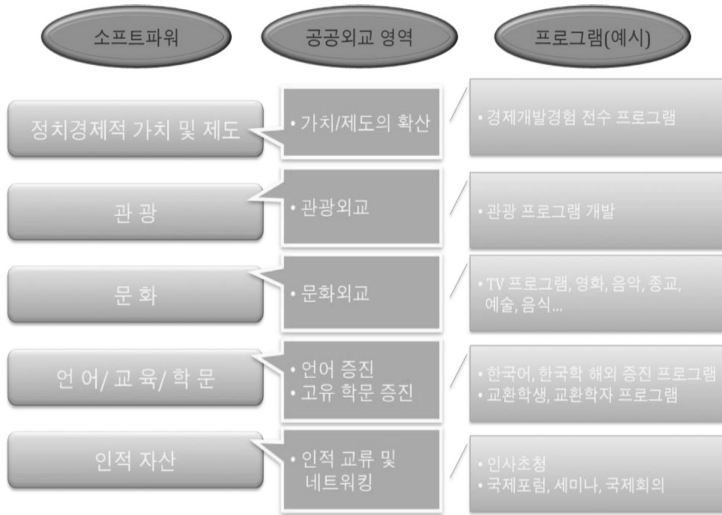 소프트파워
공공외교 영역
프로그램(예시)
정치경제적 가치 및 제도
• 가치/제도의 확산
• 경제개발경험 전수 프로그램
관 광
• 관광외교
• 관광 프로그램 개발
문 화
• 문화외교
• TV 프로그램, 영화, 음악, 종교,
예술, 음식...
언 어/ 교 육/ 학 문
• 언어 증진
• 고유 학문 증진
• 한국어, 한국학 해외 증진 프로그램
• 교환학생, 교환학자 프로그램
인적 자산
• 인적 교류 및
네트워킹
• 인사초청
• 국제포럼, 세미나, 국제회의